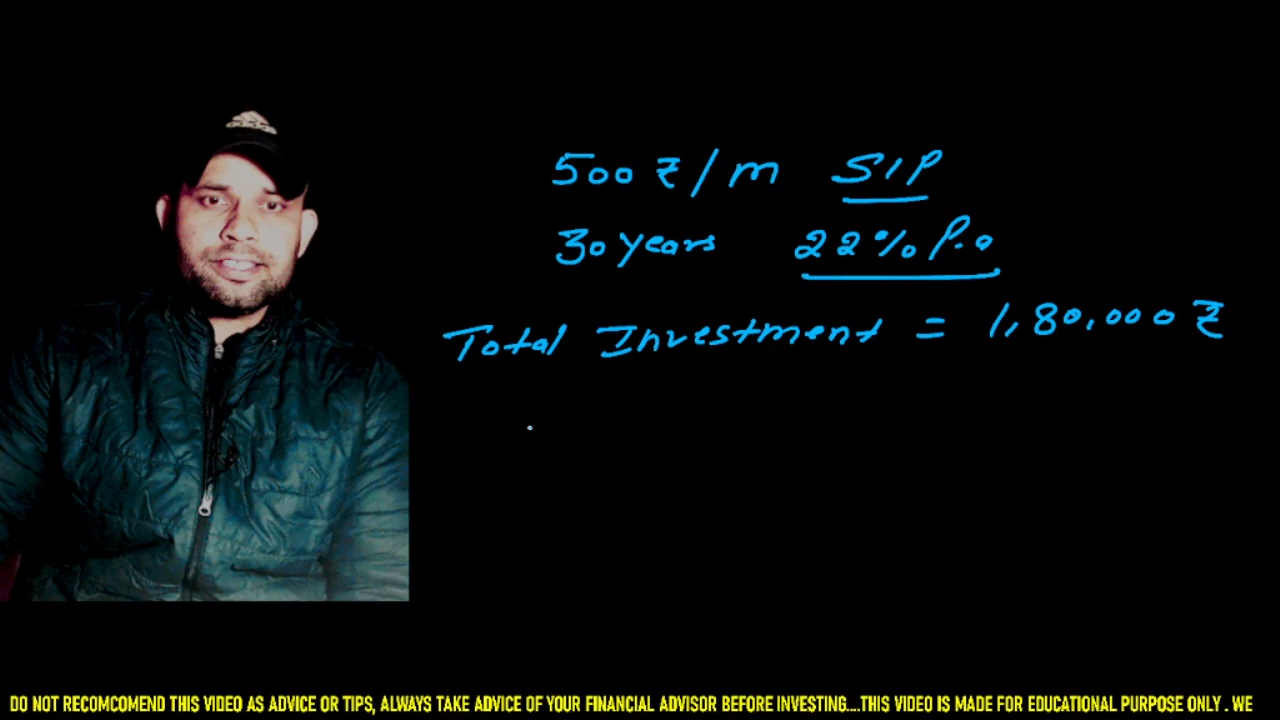 500 ₹/m SIP
30 years 22% P.a
Total Investment = 1,80,000 ₹
DO NOT RECOMCOMEND THIS VIDEO AS ADVICE OR TIPS, ALWAYS TAKE ADVICE OF YOUR FINANCIAL ADVISOR BEFORE INVESTING....THIS VIDEO IS MADE FOR EDUCATIONAL PURPOSE ONLY . WE